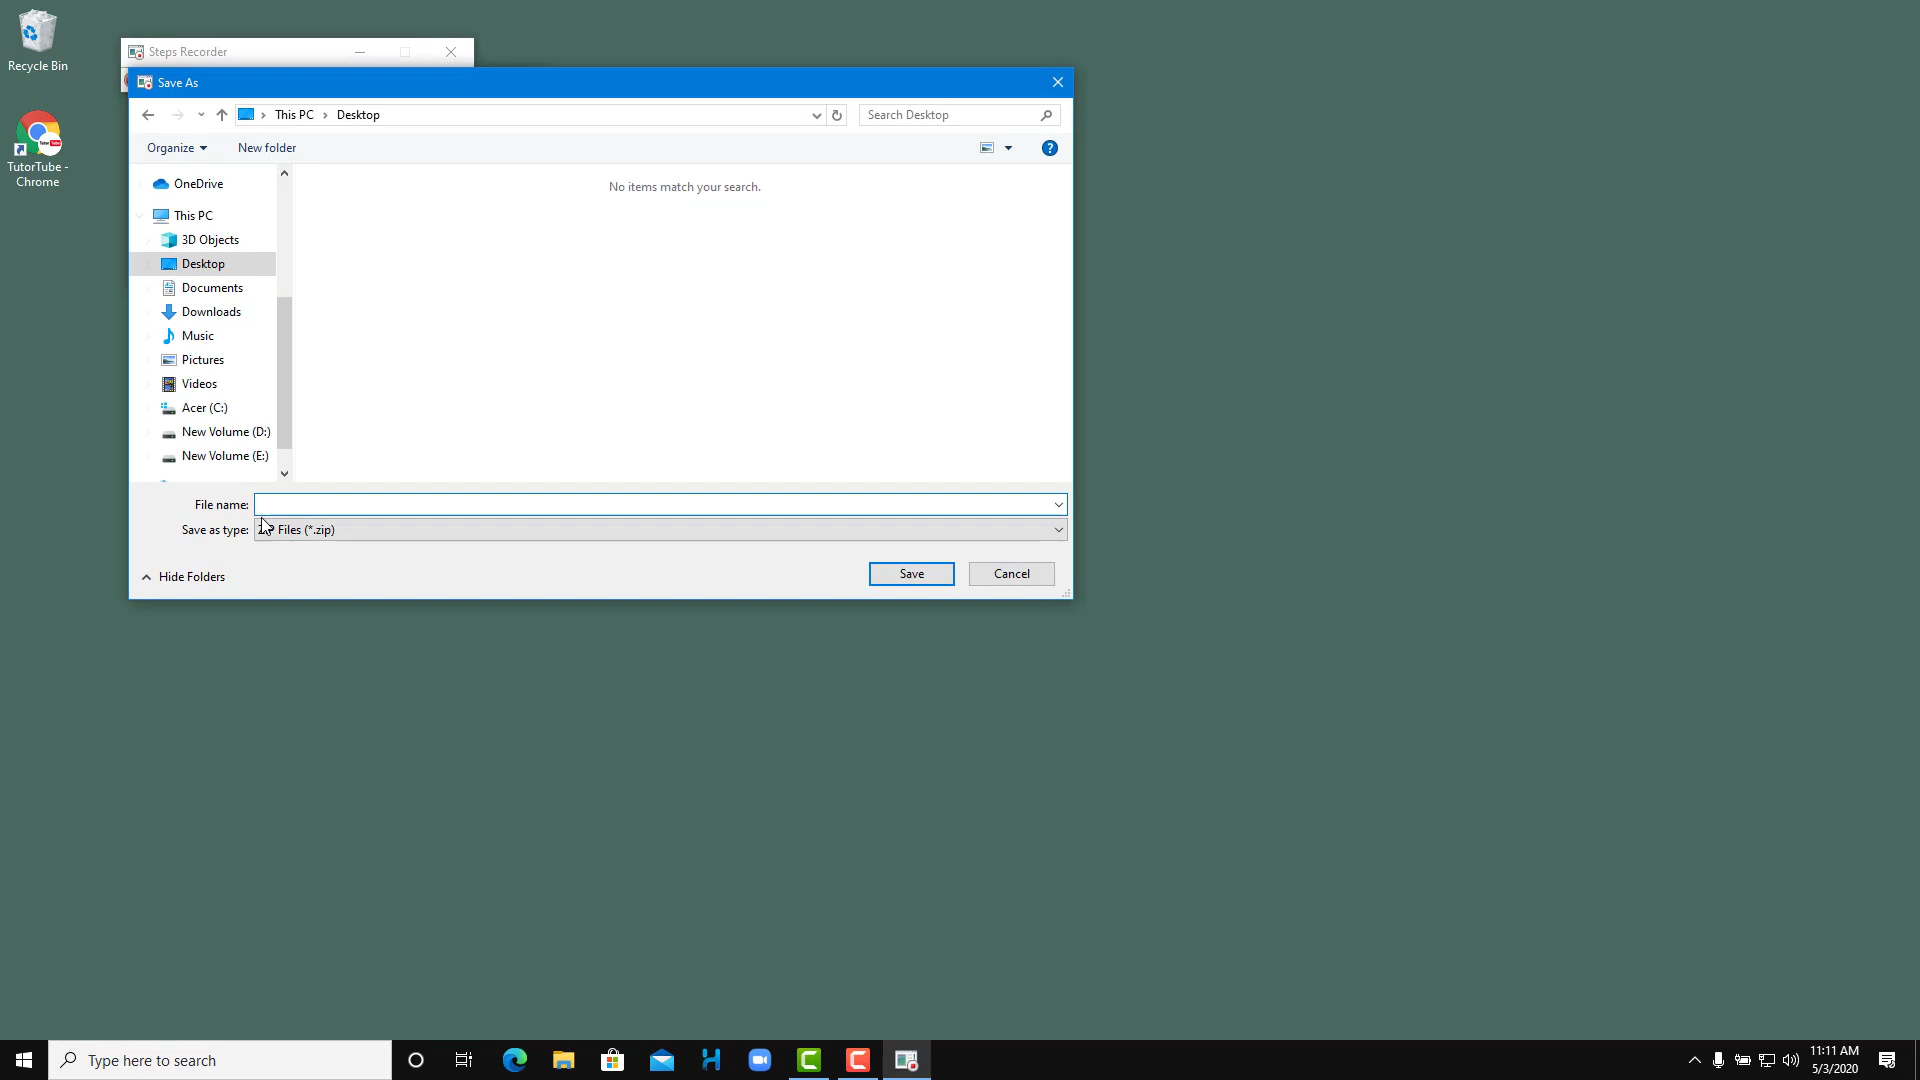 Recycle Bin
TutorTube -
Chrome
Steps Recorder
Save As
This PC
Desktop
Search Desktop
Organize
New folder
No items match your search.
OneDrive
This PC
3D Objects
Desktop
Documents
Downloads
Music
Pictures
Videos
Acer (C:)
New Volume (D:)
New Volume (E:)
File name:
Save as type:
Files (*.zip)
Hide Folders
Save
Cancel
Type here to search
11:11 AM
5/3/2020